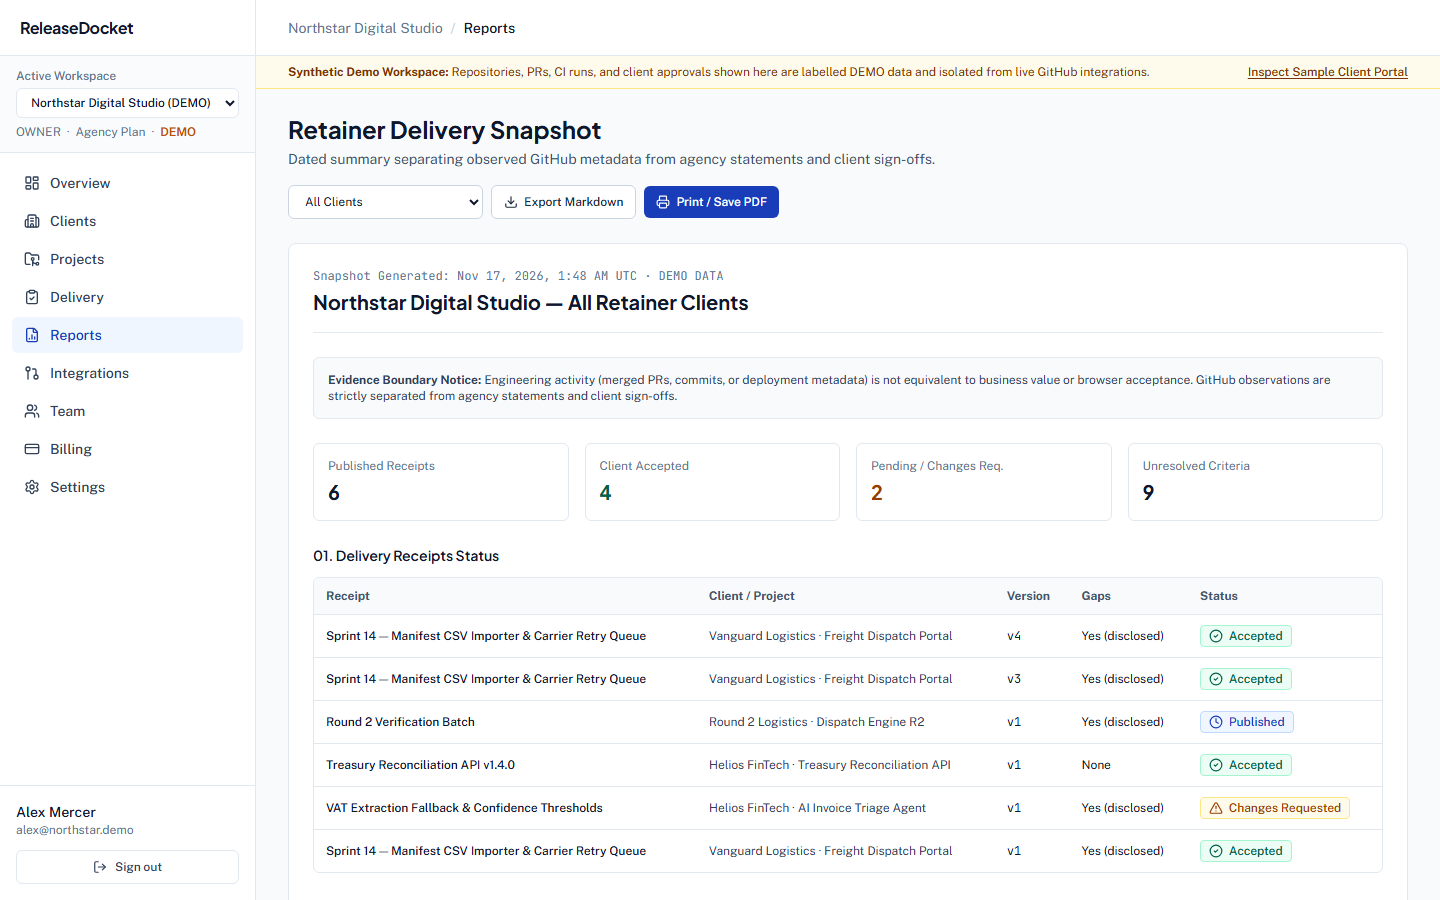 ReleaseDocket
Northstar Digital Studio / Reports
Active Workspace
Northstar Digital Studio (DEMO)
OWNER · Agency Plan · DEMO
Synthetic Demo Workspace: Repositories, PRs, CI runs, and client approvals shown here are labelled DEMO data and isolated from live GitHub integrations.
Inspect Sample Client Portal
Overview
Clients
Projects
Delivery
Reports
Integrations
Team
Billing
Settings
Alex Mercer
alex@northstar.demo
Sign out
Retainer Delivery Snapshot
Dated summary separating observed GitHub metadata from agency statements and client sign-offs.
All Clients
Export Markdown
Print / Save PDF
Snapshot Generated: Nov 17, 2026, 1:48 AM UTC · DEMO DATA
Northstar Digital Studio — All Retainer Clients
Evidence Boundary Notice: Engineering activity (merged PRs, commits, or deployment metadata) is not equivalent to business value or browser acceptance. GitHub observations are
strictly separated from agency statements and client sign-offs.
Published Receipts
6
Client Accepted
4
Pending / Changes Req.
2
Unresolved Criteria
9
01. Delivery Receipts Status
Receipt Client / Project Version Gaps Status
Sprint 14 — Manifest CSV Importer & Carrier Retry Queue Vanguard Logistics · Freight Dispatch Portal v4 Yes (disclosed) Accepted
Sprint 14 — Manifest CSV Importer & Carrier Retry Queue Vanguard Logistics · Freight Dispatch Portal v3 Yes (disclosed) Accepted
Round 2 Verification Batch Round 2 Logistics · Dispatch Engine R2 v1 Yes (disclosed) Published
Treasury Reconciliation API v1.4.0 Helios FinTech · Treasury Reconciliation API v1 None Accepted
VAT Extraction Fallback & Confidence Thresholds Helios FinTech · AI Invoice Triage Agent v1 Yes (disclosed) Changes Requested
Sprint 14 — Manifest CSV Importer & Carrier Retry Queue Vanguard Logistics · Freight Dispatch Portal v1 Yes (disclosed) Accepted